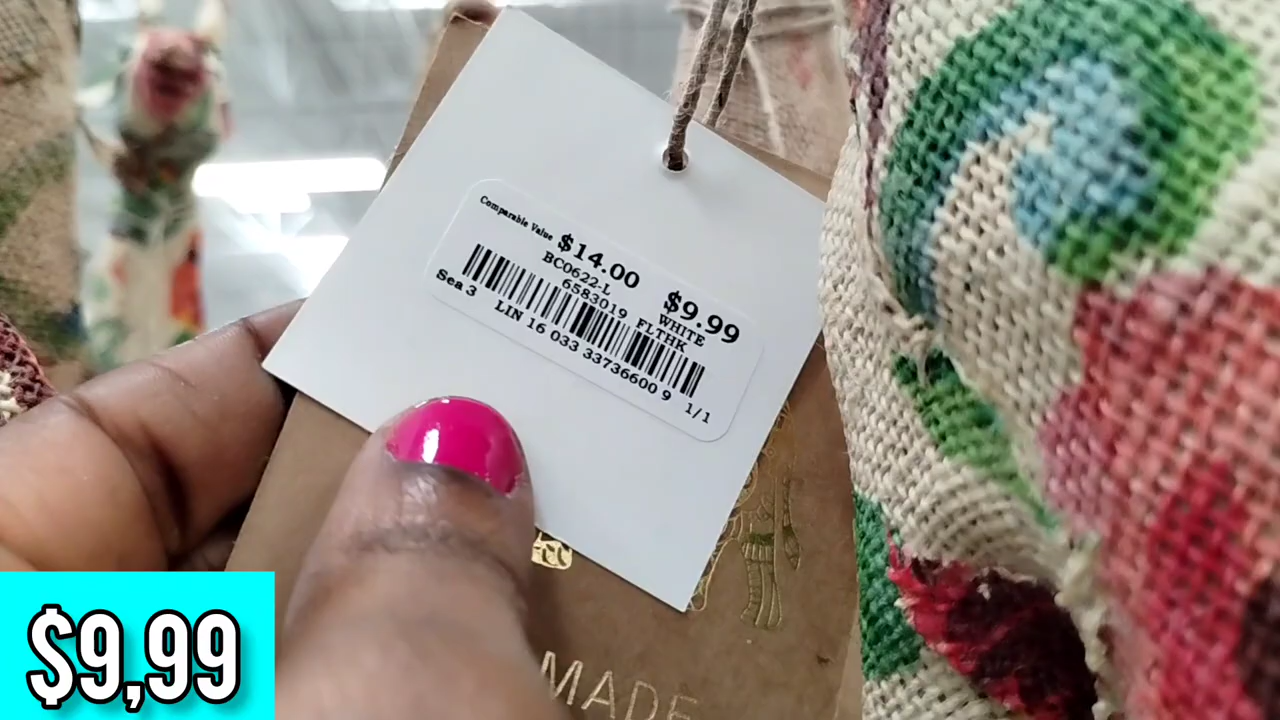 Comparable Value $14.00 $9.99
BC0622-L WHITE
6583019 FLTHK
Sea 3
LIN 16 033 33736600 9 1/1
MADE
$9,99